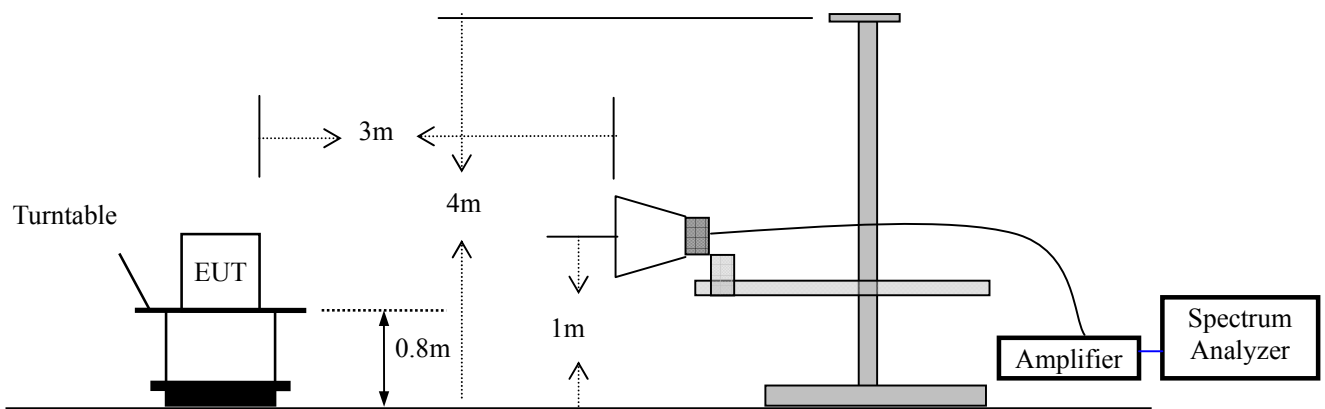 3m
4m
Turntable
EUT
1m
0.8m
Spectrum
Analyzer
Amplifier